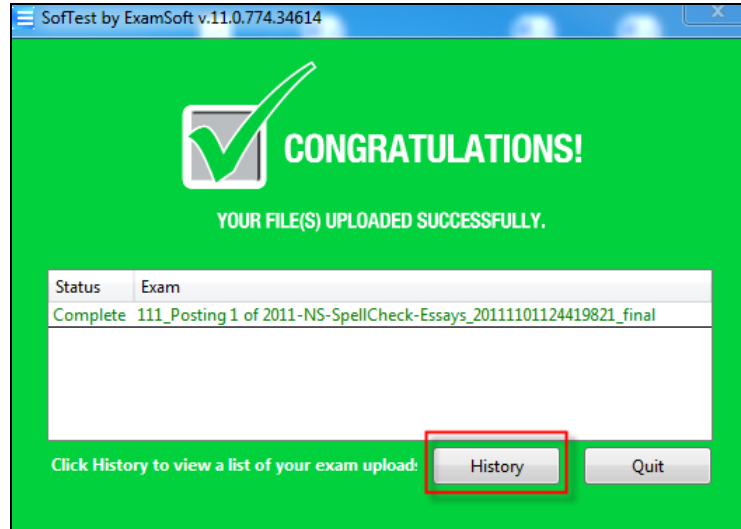 SofTest by ExamSoft v.11.0.774.34614
CONGRATULATIONS!
YOUR FILE(S) UPLOADED SUCCESSFULLY.
Status Exam
Complete 111_Posting 1 of 2011-NS-SpellCheck-Essays_20111101124419821_final
Click History to view a list of your exam upload: History Quit